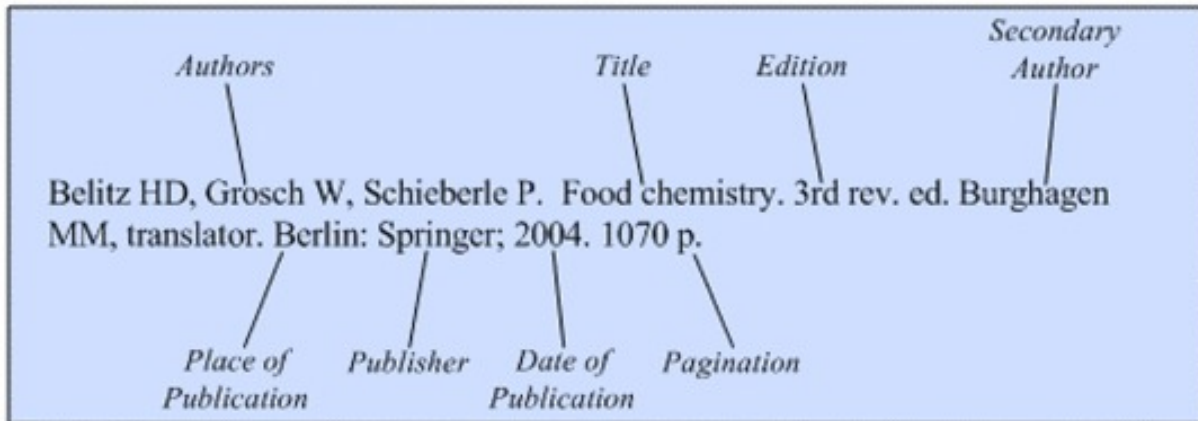 Secondary
Authors Title Edition Author
Belitz HD, Grosch W, Schieberle P. Food chemistry. 3rd rev. ed. Burghagen
MM, translator. Berlin: Springer; 2004. 1070 p.
Place of Publisher Date of Pagination
Publication Publication